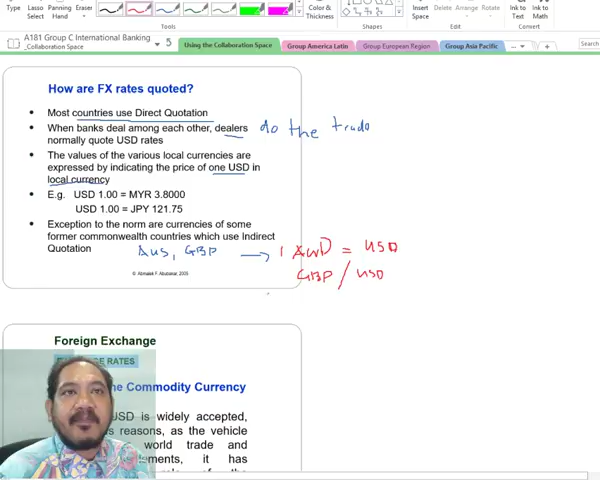 Type
Lasso Select
Panning Hand
Eraser
Color & Thickness
Insert Space
Delete
Arrange
Rotate
Ink to Text
Ink to Math
Tools
Shapes
Edit
Convert
A181 Group C International Banking
_Collaboration Space
5
Using the Collaboration Space
Group America Latin
Group European Region
Group Asia Pacific
...
+
Search
How are FX rates quoted?
• Most countries use Direct Quotation
• When banks deal among each other, dealers do the trade
normally quote USD rates
• The values of the various local currencies are
expressed by indicating the price of one USD in
local currency
• E.g. USD 1.00 = MYR 3.8000
USD 1.00 = JPY 121.75
• Exception to the norm are currencies of some
former commonwealth countries which use Indirect
Quotation
AUS, GBP → 1 AUD = USD
GBP / USD
Foreign Exchange
RATES
Commodity Currency
USD is widely accepted,
reasons, as the vehicle
world trade and
it has